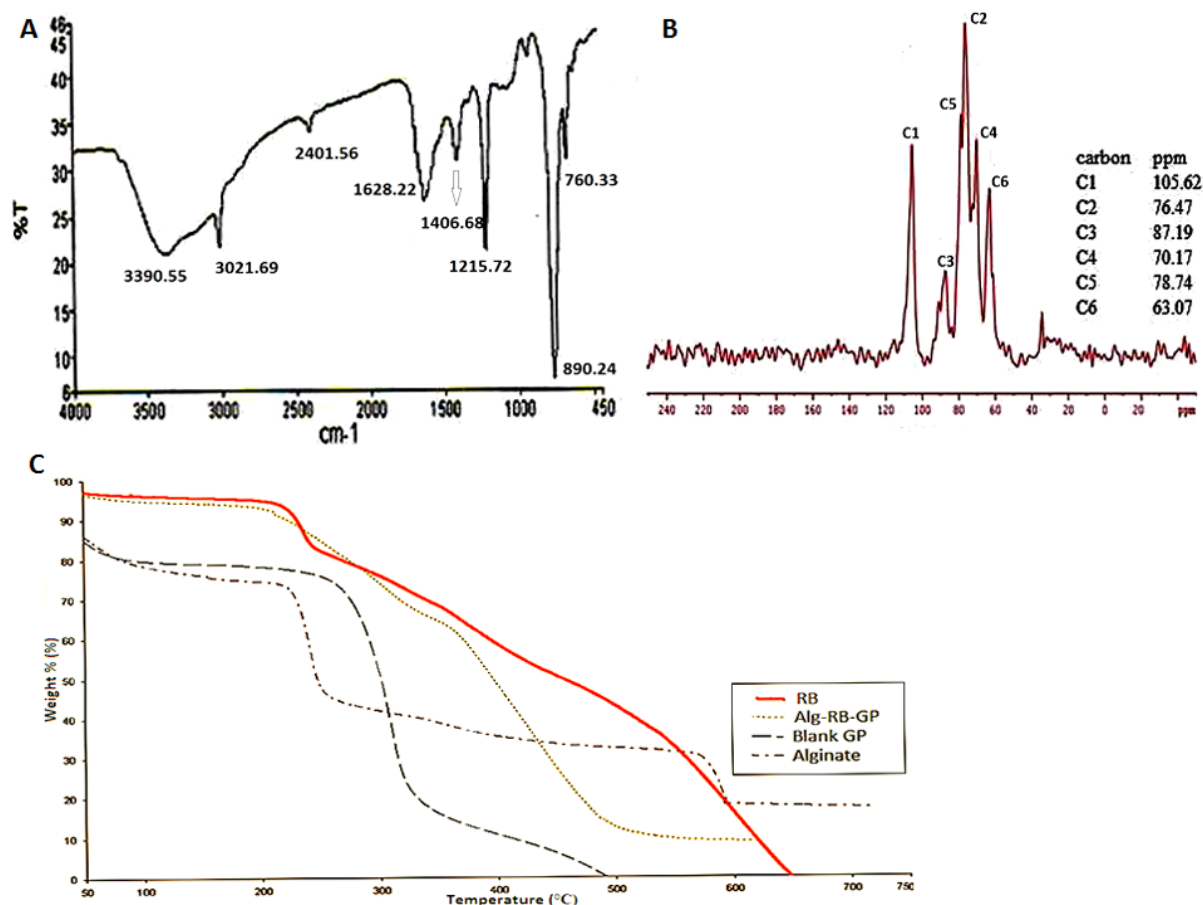 A
%T
46
45
40
35
30
25
20
15
10
6
3390.55
3021.69
2401.56
1628.22
1406.68
1215.72
760.33
890.24
4000
3500
3000
2500
2000
1500
1000
450
cm-1
B
C1
C3
C5
C2
C4
C6
carbon ppm
C1 105.62
C2 76.47
C3 87.19
C4 70.17
C5 78.74
C6 63.07
240 220 200 180 160 140 120 100 80 60 40 20 0 20 ppm
C
Weight % (%)
100
90
80
70
60
50
40
30
20
10
0
RB
Alg-RB-GP
Blank GP
Alginate
50 100 200 300 400 500 600 700 750
Temperature (°C)